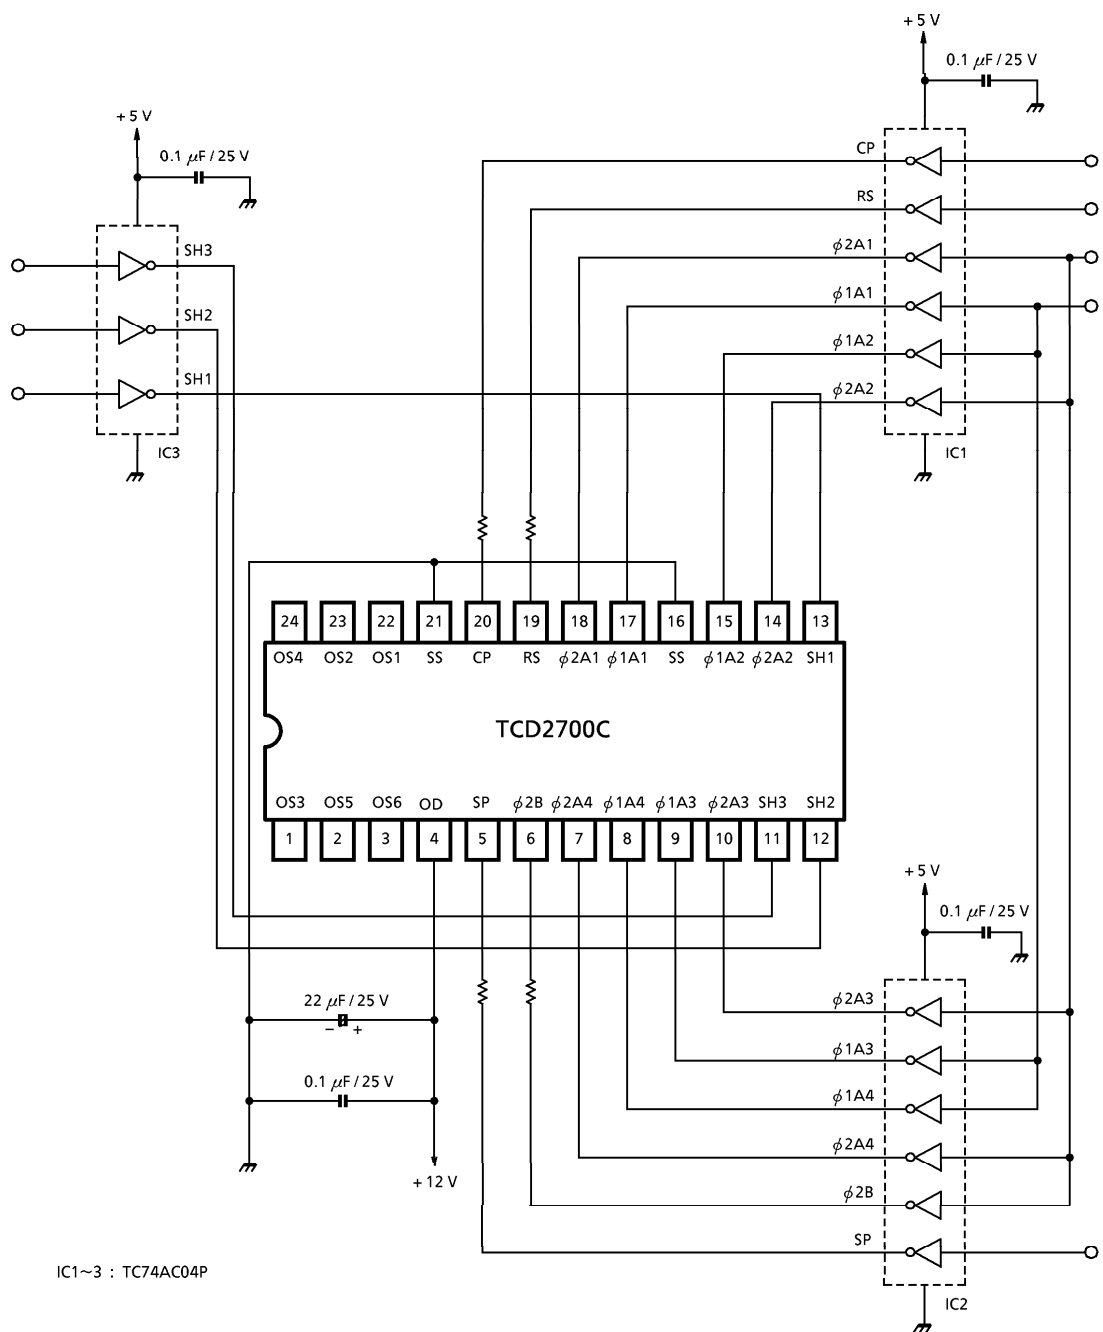 +5 V
0.1 μF/25 V
+5 V
0.1 μF/25 V
CP
RS
ϕ2A1
ϕ1A1
ϕ1A2
ϕ2A2
IC1
SH3
SH2
SH1
IC3
24 23 22 21 20 19 18 17 16 15 14 13
OS4 OS2 OS1 SS CP RS ϕ2A1 ϕ1A1 SS ϕ1A2 ϕ2A2 SH1
TCD2700C
OS3 OS5 OS6 OD SP ϕ2B ϕ2A4 ϕ1A4 ϕ1A3 ϕ2A3 SH3 SH2
1 2 3 4 5 6 7 8 9 10 11 12
+5 V
0.1 μF/25 V
22 μF/25 V
− +
0.1 μF/25 V
+12 V
ϕ2A3
ϕ1A3
ϕ1A4
ϕ2A4
ϕ2B
SP
IC2
IC1~3 : TC74AC04P